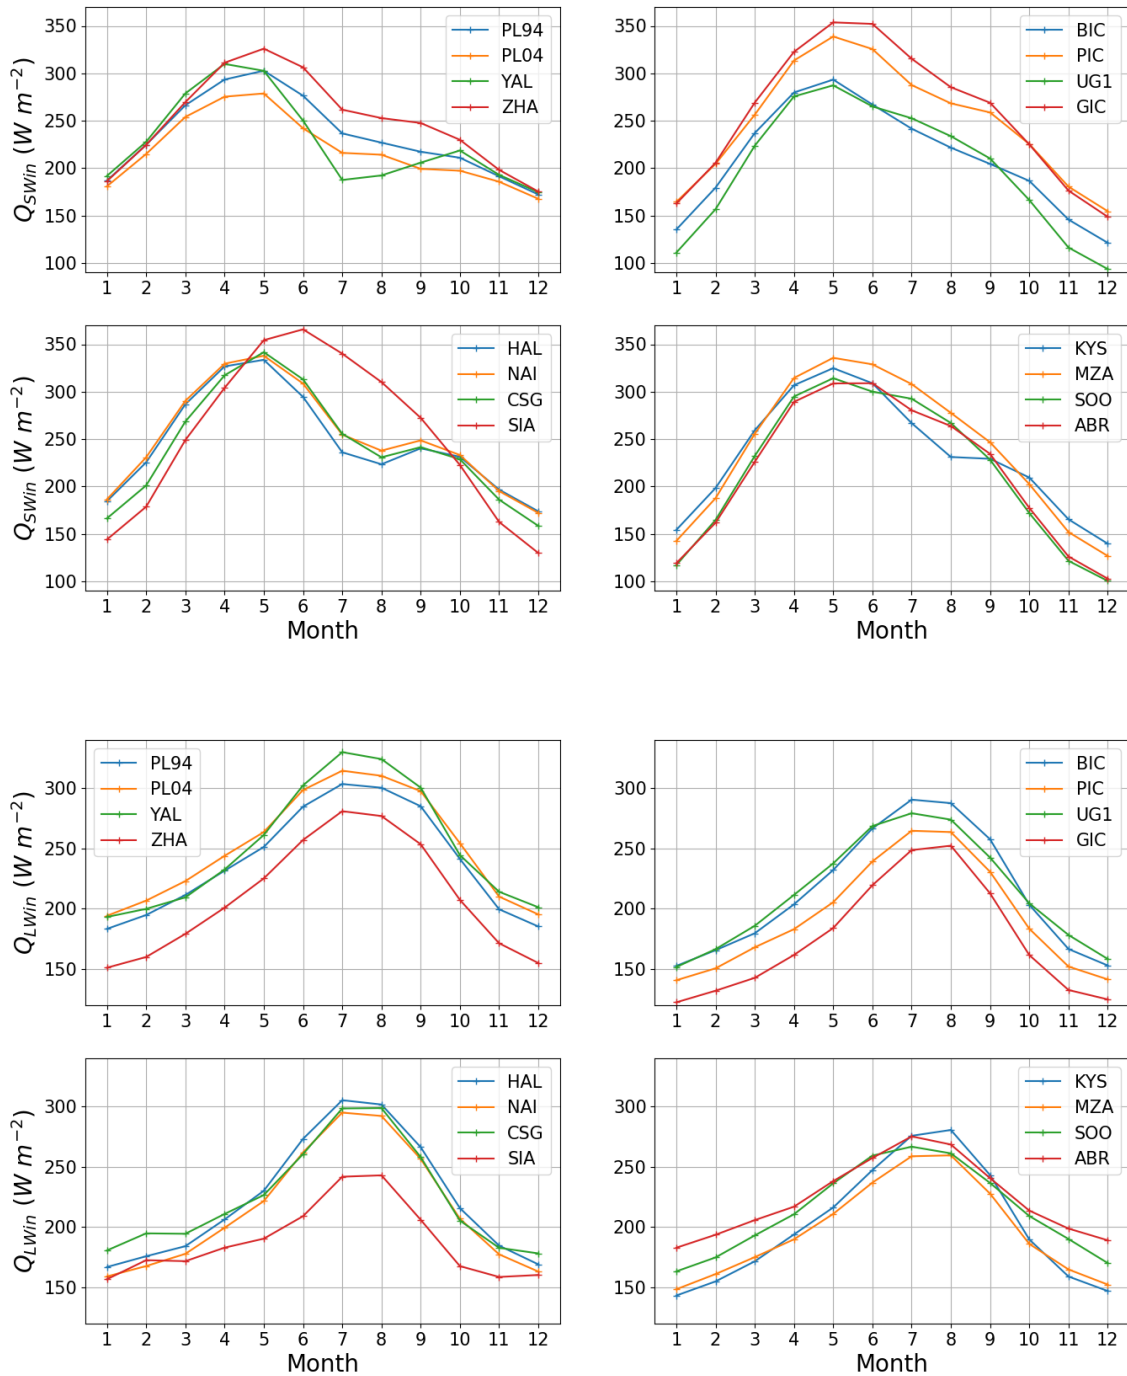 350
300
250
200
150
100
Q_SWin (W m⁻²)
PL94
PL04
YAL
ZHA
1 2 3 4 5 6 7 8 9 10 11 12
350
300
250
200
150
100
BIC
PIC
UG1
GIC
1 2 3 4 5 6 7 8 9 10 11 12
350
300
250
200
150
100
Q_SWin (W m⁻²)
HAL
NAI
CSG
SIA
1 2 3 4 5 6 7 8 9 10 11 12
Month
350
300
250
200
150
100
KYS
MZA
SOO
ABR
1 2 3 4 5 6 7 8 9 10 11 12
Month
300
250
200
150
Q_LWin (W m⁻²)
PL94
PL04
YAL
ZHA
1 2 3 4 5 6 7 8 9 10 11 12
300
250
200
150
BIC
PIC
UG1
GIC
1 2 3 4 5 6 7 8 9 10 11 12
300
250
200
150
Q_LWin (W m⁻²)
HAL
NAI
CSG
SIA
1 2 3 4 5 6 7 8 9 10 11 12
Month
300
250
200
150
KYS
MZA
SOO
ABR
1 2 3 4 5 6 7 8 9 10 11 12
Month